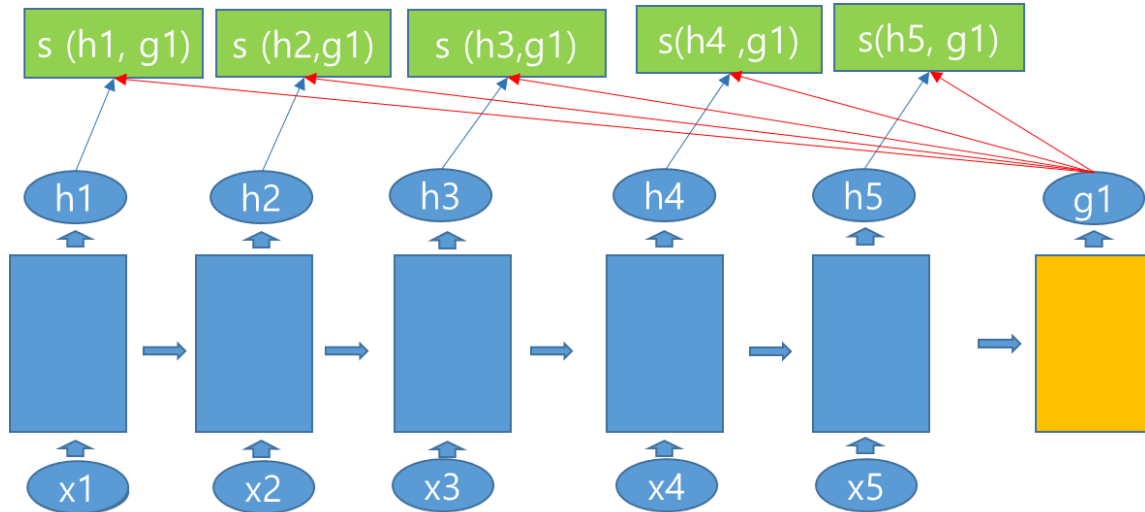 s (h1, g1)
s (h2,g1)
s (h3,g1)
s(h4 ,g1)
s(h5, g1)
h1
h2
h3
h4
h5
g1
x1
x2
x3
x4
x5